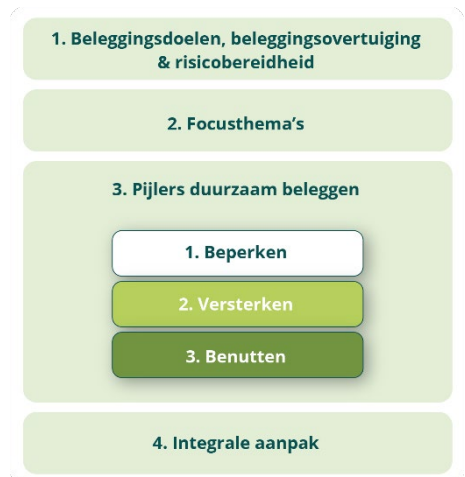 1. Beleggingsdoelen, beleggingsovertuiging
& risicobereidheid
2. Focusthema’s
3. Pijlers duurzaam beleggen
1. Beperken
2. Versterken
3. Benutten
4. Integrale aanpak